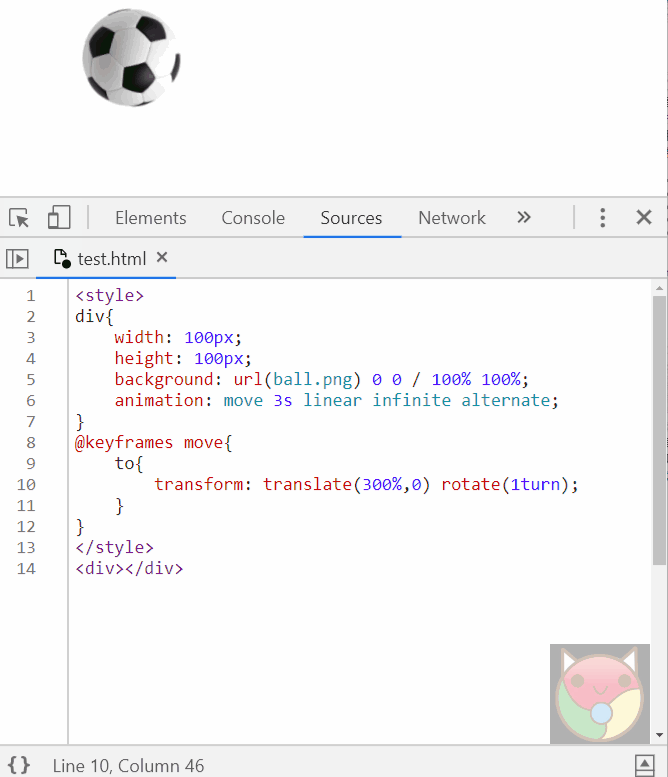 Elements Console Sources Network »
test.html ×
1 <style>
2 div{
3 width: 100px;
4 height: 100px;
5 background: url(ball.png) 0 0 / 100% 100%;
6 animation: move 3s linear infinite alternate;
7 }
8 @keyframes move{
9 to{
10 transform: translate(300%,0) rotate(1turn);
11 }
12 }
13 </style>
14 <div></div>
{} Line 10, Column 46